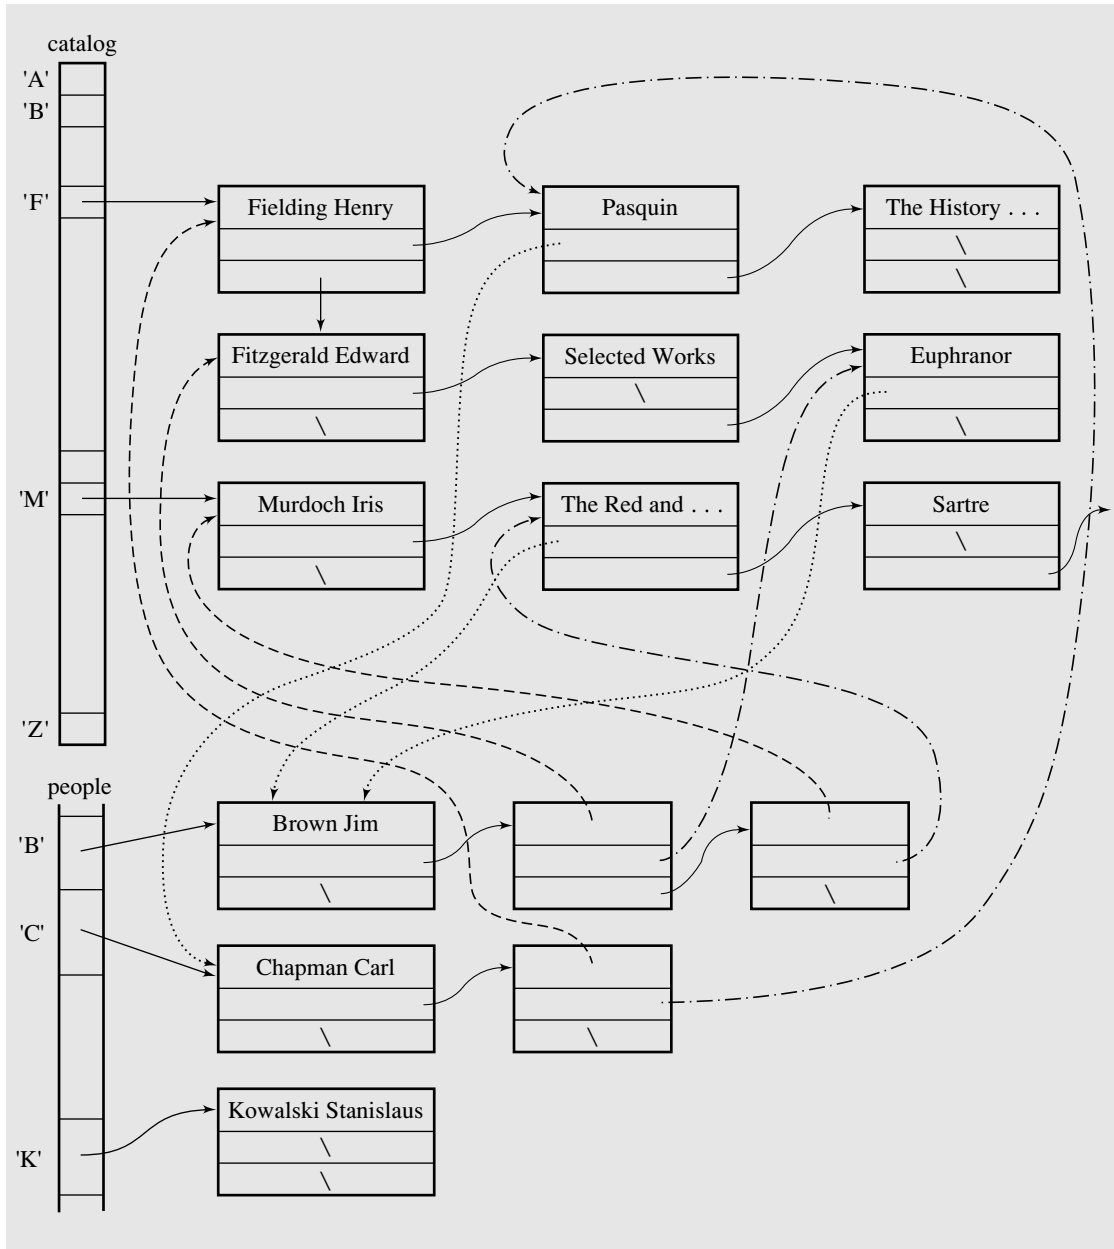 catalog
'A'
'B'
'F'
Fielding Henry
Pasquin
The History . . .
\
\
Fitzgerald Edward
Selected Works
Euphranor
\
\
\
'M'
Murdoch Iris
The Red and . . .
Sartre
\
\
'Z'
people
'B'
Brown Jim
\
\
'C'
Chapman Carl
\
\
Kowalski Stanislaus
\
'K'
\